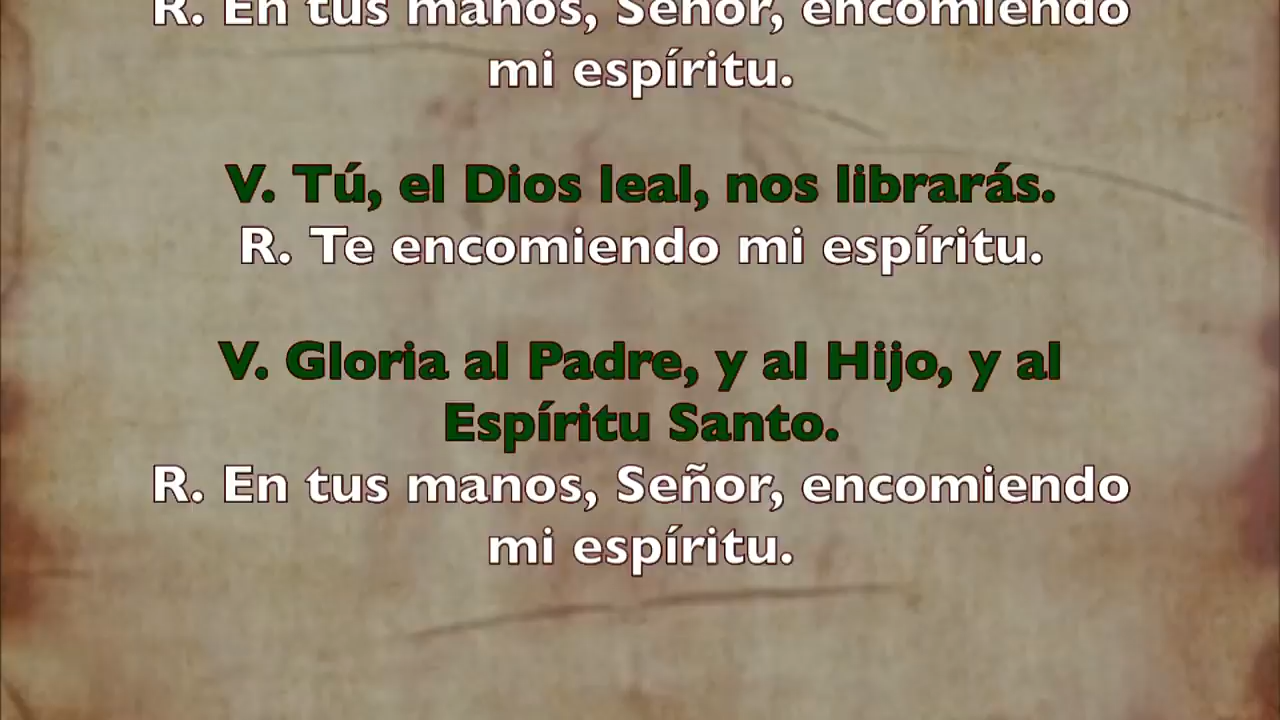 R. En tus manos, Señor, encomiendo
mi espíritu.
V. Tú, el Dios leal, nos librarás.
R. Te encomiendo mi espíritu.
V. Gloria al Padre, y al Hijo, y al
Espíritu Santo.
R. En tus manos, Señor, encomiendo
mi espíritu.